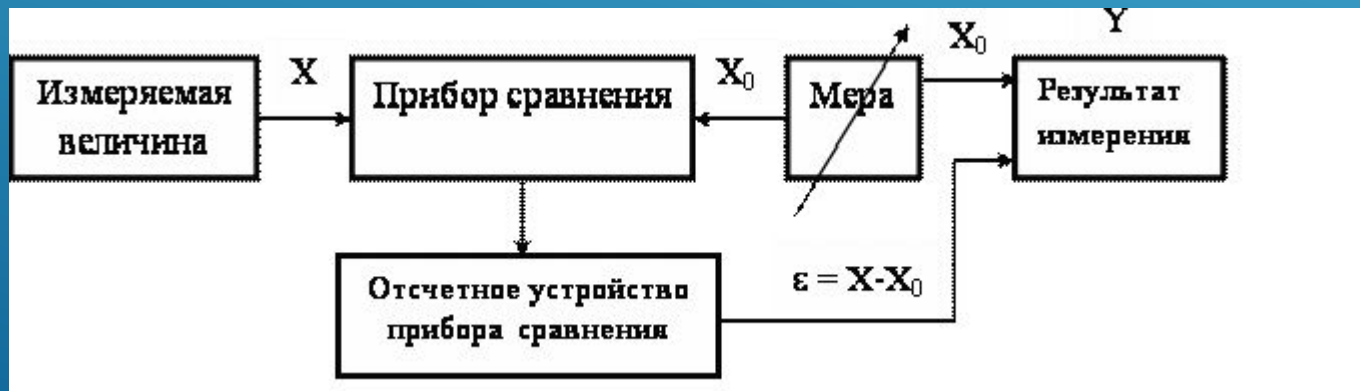 Измеряемая
величина
X
Прибор сравнения
X₀
Мера
X₀
Y
Результат
измерения
Отсчетное устройство
прибора сравнения
ε = X-X₀